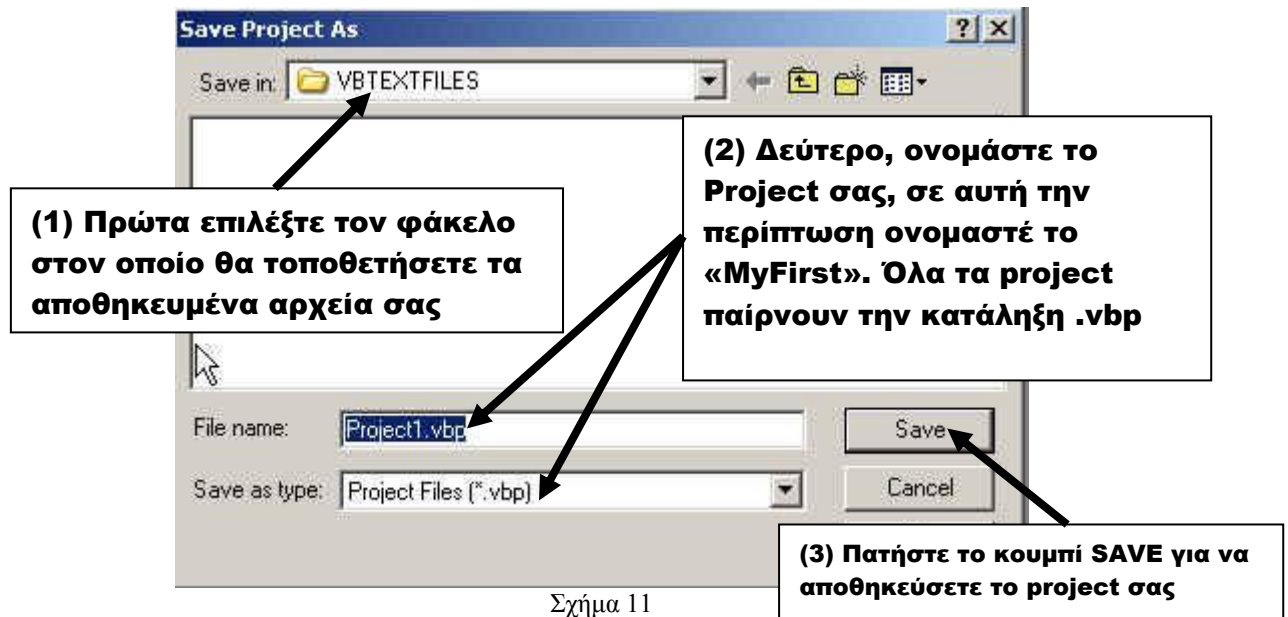 Save Project As
Save in: VBTEXTFILES
(1) Πρώτα επιλέξτε τον φάκελο
στον οποίο θα τοποθετήσετε τα
αποθηκευμένα αρχεία σας
(2) Δεύτερο, ονομάστε το
Project σας, σε αυτή την
περίπτωση ονομαστέ το
«MyFirst». Όλα τα project
παίρνουν την κατάληξη .vbp
File name: Project1.vbp Save
Save as type: Project Files (*.vbp) Cancel
(3) Πατήστε το κουμπί SAVE για να
αποθηκεύσετε το project σας
Σχήμα 11